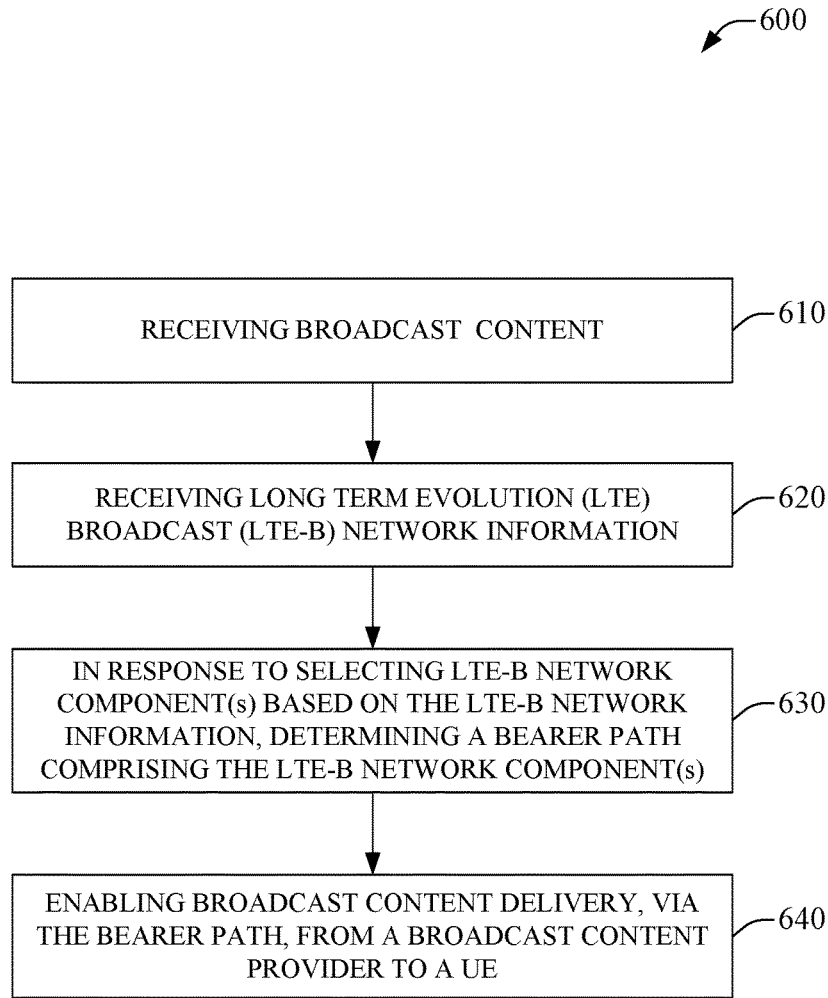 600
RECEIVING BROADCAST CONTENT
610
RECEIVING LONG TERM EVOLUTION (LTE)
BROADCAST (LTE-B) NETWORK INFORMATION
620
IN RESPONSE TO SELECTING LTE-B NETWORK
COMPONENT(s) BASED ON THE LTE-B NETWORK
INFORMATION, DETERMINING A BEARER PATH
COMPRISING THE LTE-B NETWORK COMPONENT(s)
630
ENABLING BROADCAST CONTENT DELIVERY, VIA
THE BEARER PATH, FROM A BROADCAST CONTENT
PROVIDER TO A UE
640